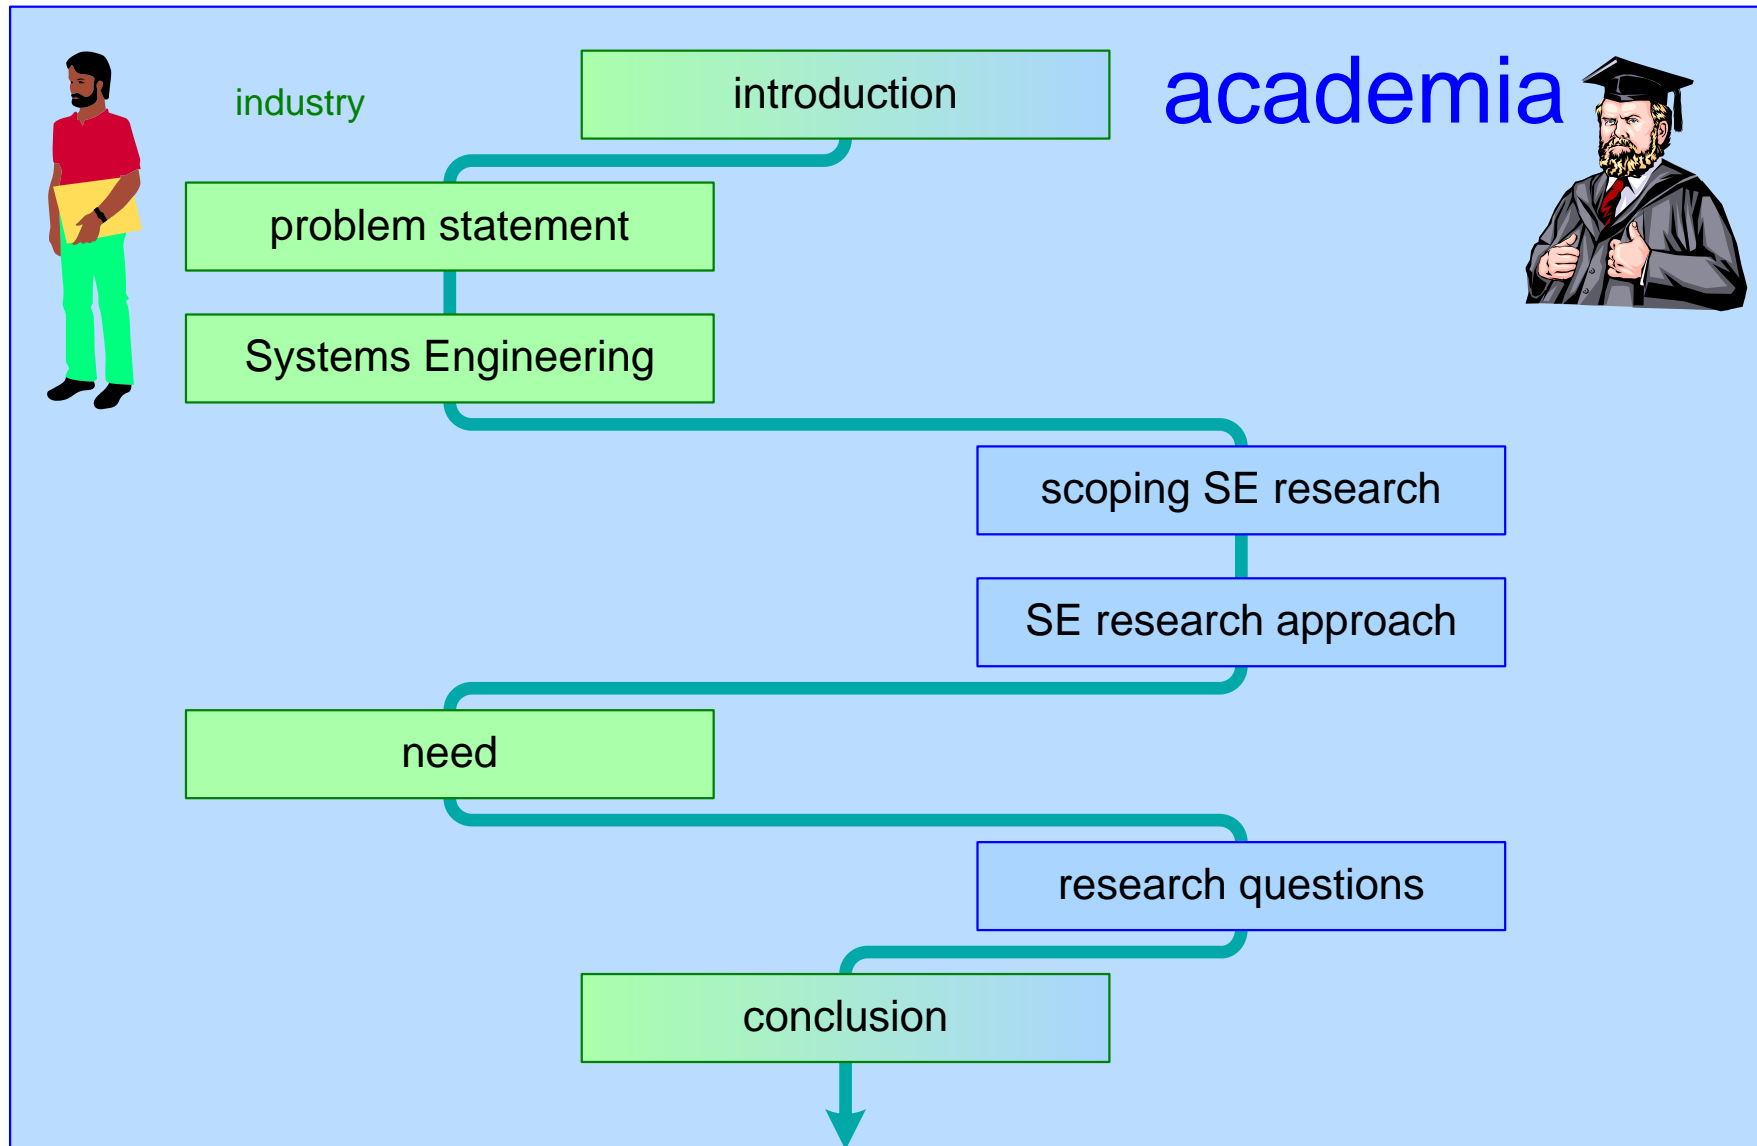 industry
introduction
academia
problem statement
Systems Engineering
scoping SE research
SE research approach
need
research questions
conclusion